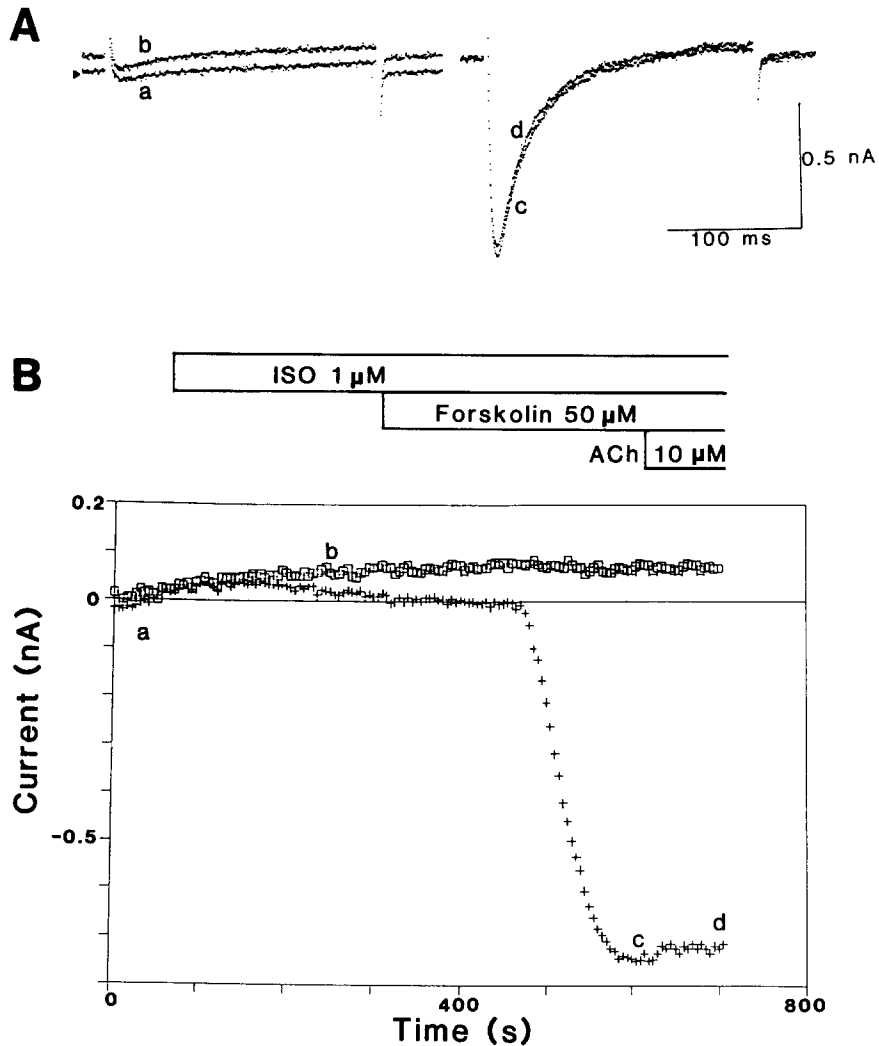 A
b
a
d
c
0.5 nA
100 ms
B
ISO 1 µM
Forskolin 50 µM
ACh 10 µM
0.2
b
0
a
Current (nA)
-0.5
c
d
0
400
800
Time (s)